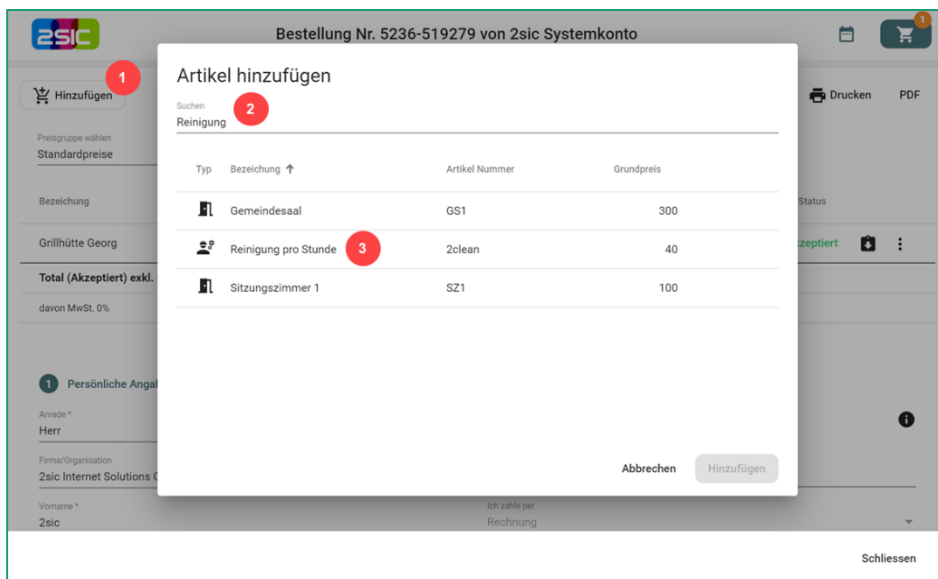 2SIC
Bestellung Nr. 5236-519279 von 2sic Systemkonto
1
Hinzufügen
1
Drucken
PDF
Preisgruppe wählen
Standardpreise
Bezeichung
Status
Grillhütte Georg
zeptiert
Total (Akzeptiert) exkl.
davon MwSt. 0%
Artikel hinzufügen
Suchen
2
Reinigung
Typ Bezeichung Artikel Nummer Grundpreis
Gemeindesaal GS1 300
Reinigung pro Stunde 3 2clean 40
Sitzungszimmer 1 SZ1 100
Abbrechen Hinzufügen
1 Persönliche Angal
Anrede *
Herr
Firma/Organisation
2sic Internet Solutions
Vorname *
2sic
Ich zahle per
Rechnung
Schliessen